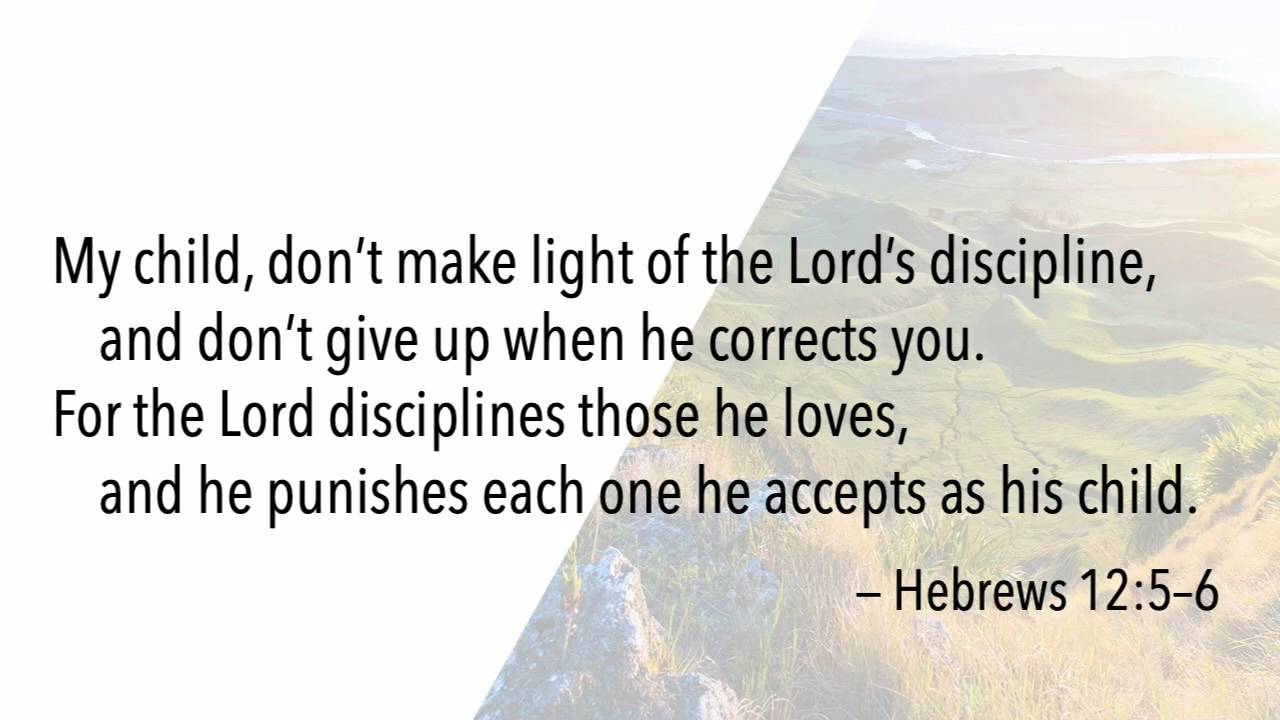 My child, don’t make light of the Lord’s discipline,
and don’t give up when he corrects you.
For the Lord disciplines those he loves,
and he punishes each one he accepts as his child.
– Hebrews 12:5–6